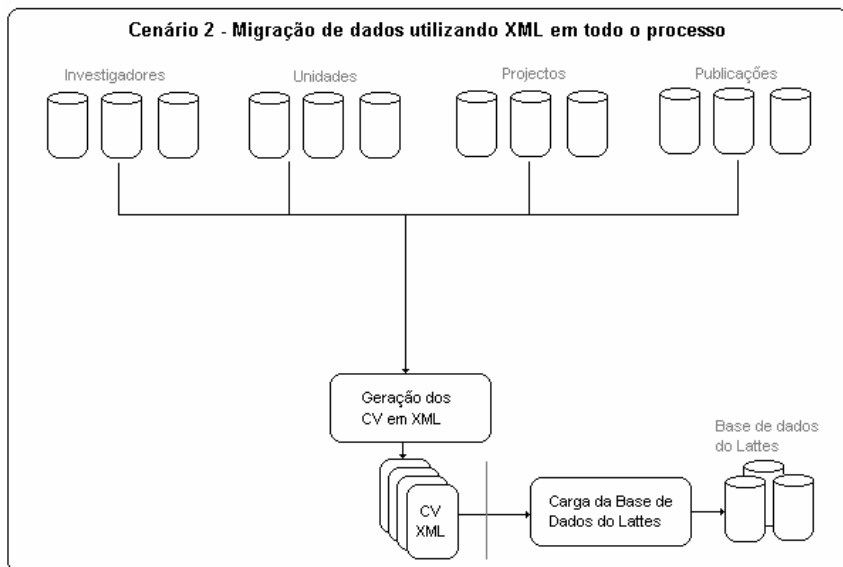 Cenário 2 - Migração de dados utilizando XML em todo o processo
Investigadores
Unidades
Projectos
Publicações
Geração dos
CV em XML
CV
XML
Carga da Base de
Dados do Lattes
Base de dados
do Lattes